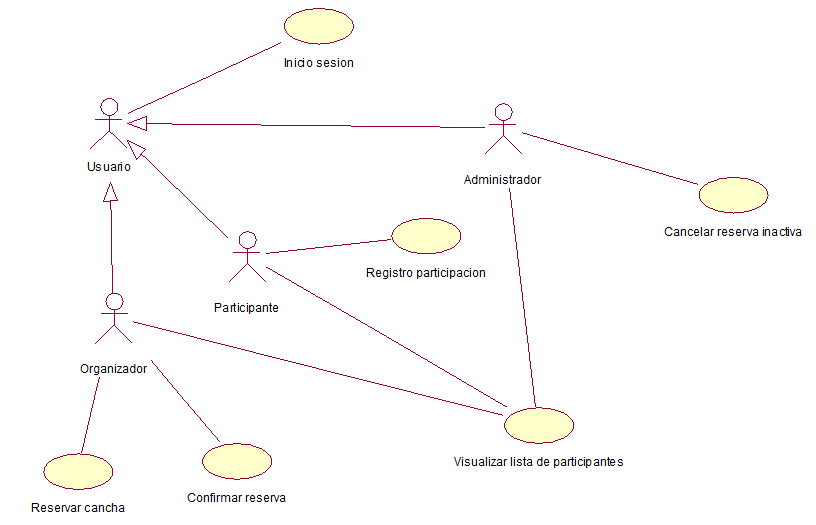 Inicio sesion
Usuario
Administrador
Cancelar reserva inactiva
Registro participacion
Participante
Organizador
Visualizar lista de participantes
Confirmar reserva
Reservar cancha